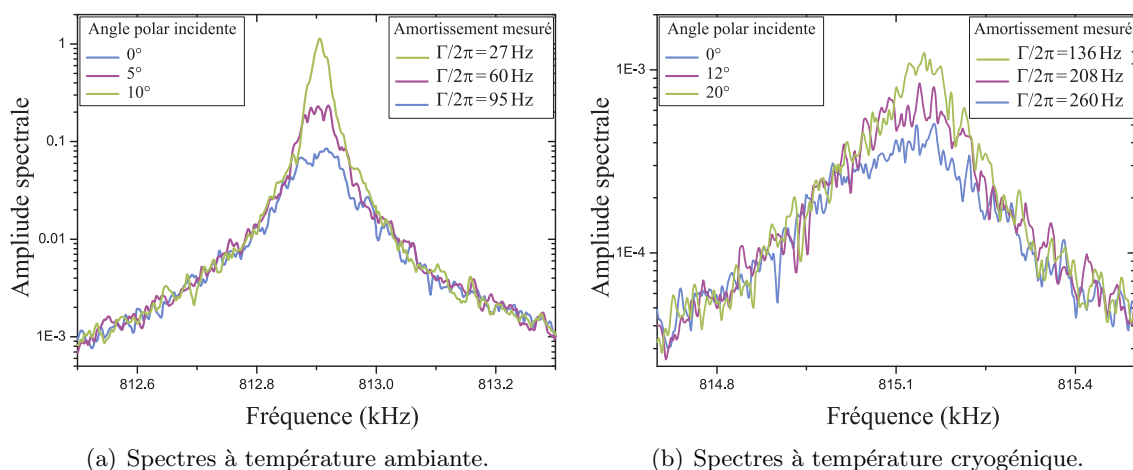 Angle polar incidente
0°
5°
10°
Amortissement mesuré
Γ/2π=27 Hz
Γ/2π=60 Hz
Γ/2π=95 Hz
1
0.1
0.01
1E-3
Ampliude spectrale
812.6 812.8 813.0 813.2
Fréquence (kHz)
(a) Spectres à température ambiante.
Angle polar incidente
0°
12°
20°
Amortissement mesuré
Γ/2π=136 Hz
Γ/2π=208 Hz
Γ/2π=260 Hz
1E-3
1E-4
Ampliude spectrale
814.8 815.1 815.4
Fréquence (kHz)
(b) Spectres à température cryogénique.